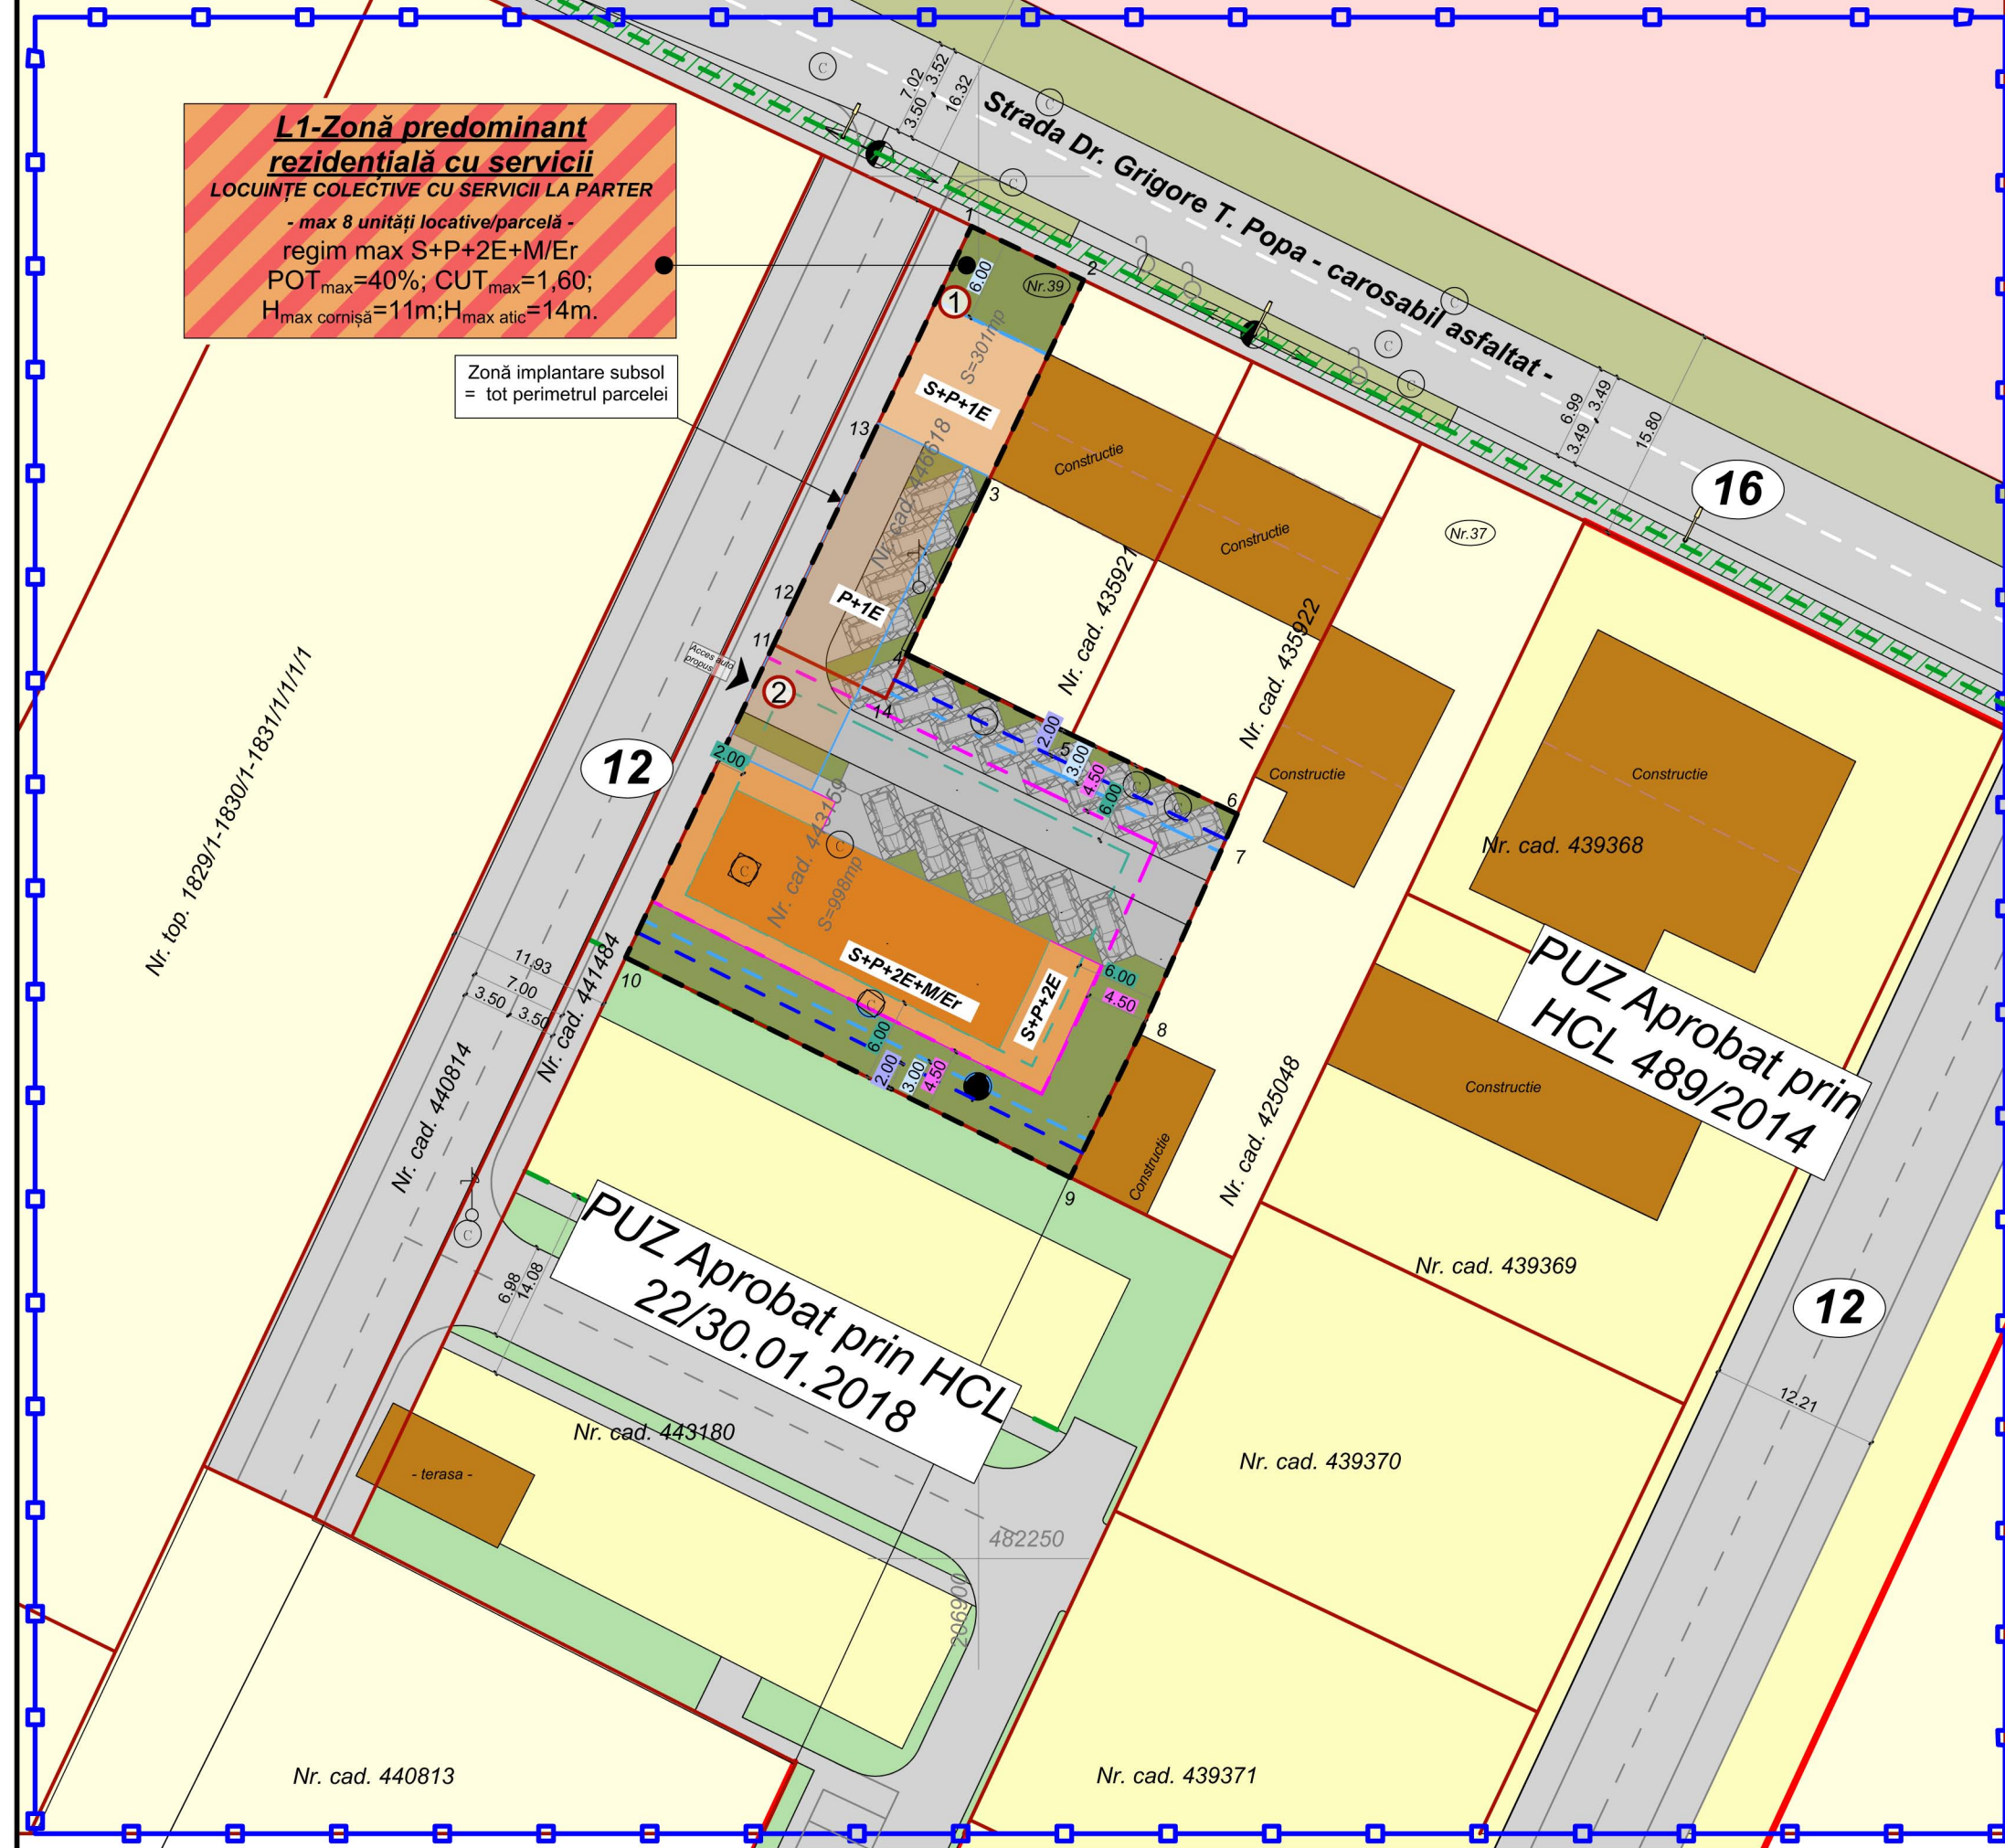 L1-Zonă predominant
rezidențială cu servicii
LOCUINȚE COLECTIVE CU SERVICII LA PARTER
- max 8 unități locative/parcelă -
regim max S+P+2E+M/Er
POTmax=40%; CUTmax=1,60;
Hmax cornișă=11m;Hmax atic=14m.
Zonă implantare subsol
= tot perimetrul parcelei
7.02
3.52
3.50
16.32
C
C
C
Strada Dr. Grigore T. Popa - carosabil asfaltat -
C
C
C
6.99
3.49
3.49
15.80
16
1
2
6.00
Nr.39
1
S=301mp
S+P+1E
13
Nr. cad. 446618
3
12
P+1E
11
4
Acces auto
propus
2
14
Constructie
Constructie
Nr.37
Nr. cad. 435921
Nr. cad. 435922
2.00
5
3.00
4.50
6.00
C
C
6
7
2.00
12
Nr. cad. 443159
S=998mp
C
C
S+P+2E+M/Er
S+P+2E
6.00
4.50
C
6.00
2.00
3.00
4.50
8
9
10
Constructie
Constructie
Nr. cad. 439368
Nr. top. 1829/1-1830/1-1831/1/1/1/1
11.93
7.00
3.50
3.50
Nr. cad. 441484
Nr. cad. 440814
PUZ Aprobat prin
HCL 489/2014
Constructie
Constructie
Nr. cad. 425048
C
6.98
14.08
PUZ Aprobat prin HCL
22/30.01.2018
Nr. cad. 439369
12
12.21
Nr. cad. 443180
- terasa -
Nr. cad. 439370
482250
206900
Nr. cad. 440813
Nr. cad. 439371